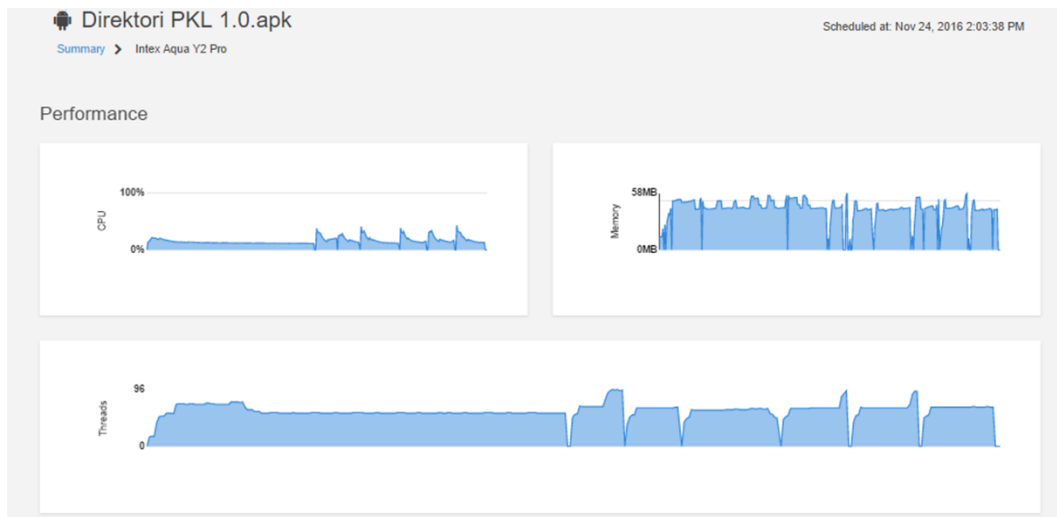 Direktori PKL 1.0.apk
Scheduled at: Nov 24, 2016 2:03:38 PM
Summary > Intex Aqua Y2 Pro
Performance
100%
CPU
0%
58MB
Memory
0MB
96
Threads
0